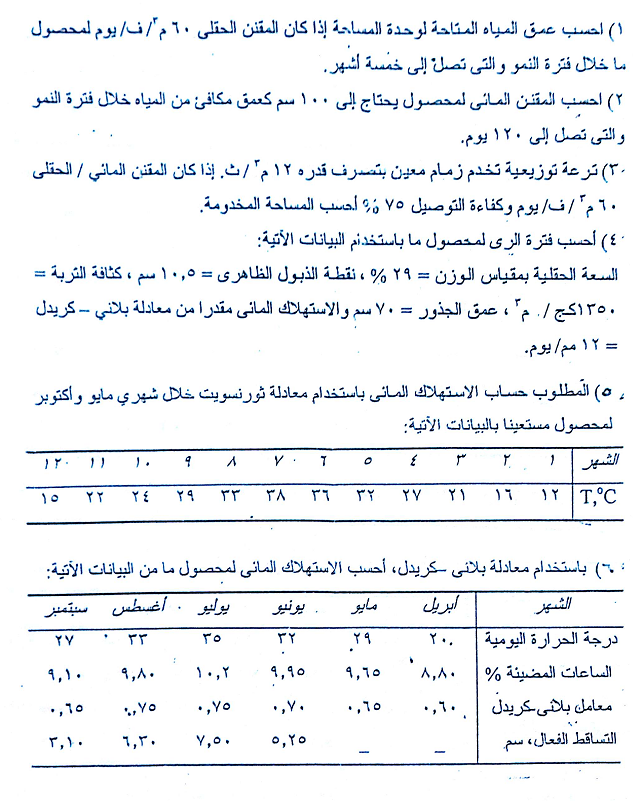 ١) احسب عمق المياه المتاحة لوحدة المساحة إذا كان المقنن الحقلى ٦٠ م٣/ ف/ يوم لمحصول
ما خلال فترة النمو والتى تصل إلى خمسة أشهر.
٢) احسب المقنن المائى لمحصول يحتاج إلى ١٠٠ سم كعمق مكافئ من المياه خلال فترة النمو
والتى تصل إلى ١٢٠ يوم.
٣) ترعة توزيعية تخدم زمام معين بتصرف قدره ١٢ م٣ /ث. إذا كان المقنن المائي / الحقلى
٦٠ م٣ / ف/ يوم وكفاءة التوصيل ٧٥ % أحسب المساحة المخدومة.
٤) أحسب فترة الرى لمحصول ما باستخدام البيانات الآتية:
السعة الحقلية بمقياس الوزن = ٢٩ % ، نقطة الذبول الظاهرى = ١٠,٥ سم ، كثافة التربة =
١٣٥٠كج / م٣ ، عمق الجذور = ٧٠ سم والاستهلاك المائى مقدرا من معادلة بلاني – كريدل
= ١٢ مم/ يوم.
٥) المطلوب حساب الاستهلاك المائى باستخدام معادلة ثورنسويت خلال شهري مايو وأكتوبر
لمحصول مستعينا بالبيانات الآتية:
الشهر ١ ٢ ٣ ٤ ٥ ٦ ٧ ٨ ٩ ١٠ ١١ ١٢
T,°C ١٢ ١٦ ٢١ ٢٧ ٣٢ ٣٦ ٣٨ ٣٣ ٢٩ ٢٤ ٢٢ ١٥
٦) باستخدام معادلة بلانى –كريدل، أحسب الاستهلاك المائى لمحصول ما من البيانات الآتية:
الشهر أبريل مايو يونيو يوليو أغسطس سبتمبر
درجة الحرارة اليومية ٢٠ ٢٩ ٣٢ ٣٥ ٣٣ ٢٧
الساعات المضيئة % ٨,٨٠ ٩,٦٥ ٩,٩٥ ١٠,٢ ٩,٨٠ ٩,١٠
معامل بلانى-كريدل ٠,٦٠ ٠,٦٥ ٠,٧٠ ٠,٧٥ ٠,٧٥ ٠,٦٥
التساقط الفعال، سم – – ٥,٢٥ ٧,٥٠ ٦,٣٠ ٣,١٠